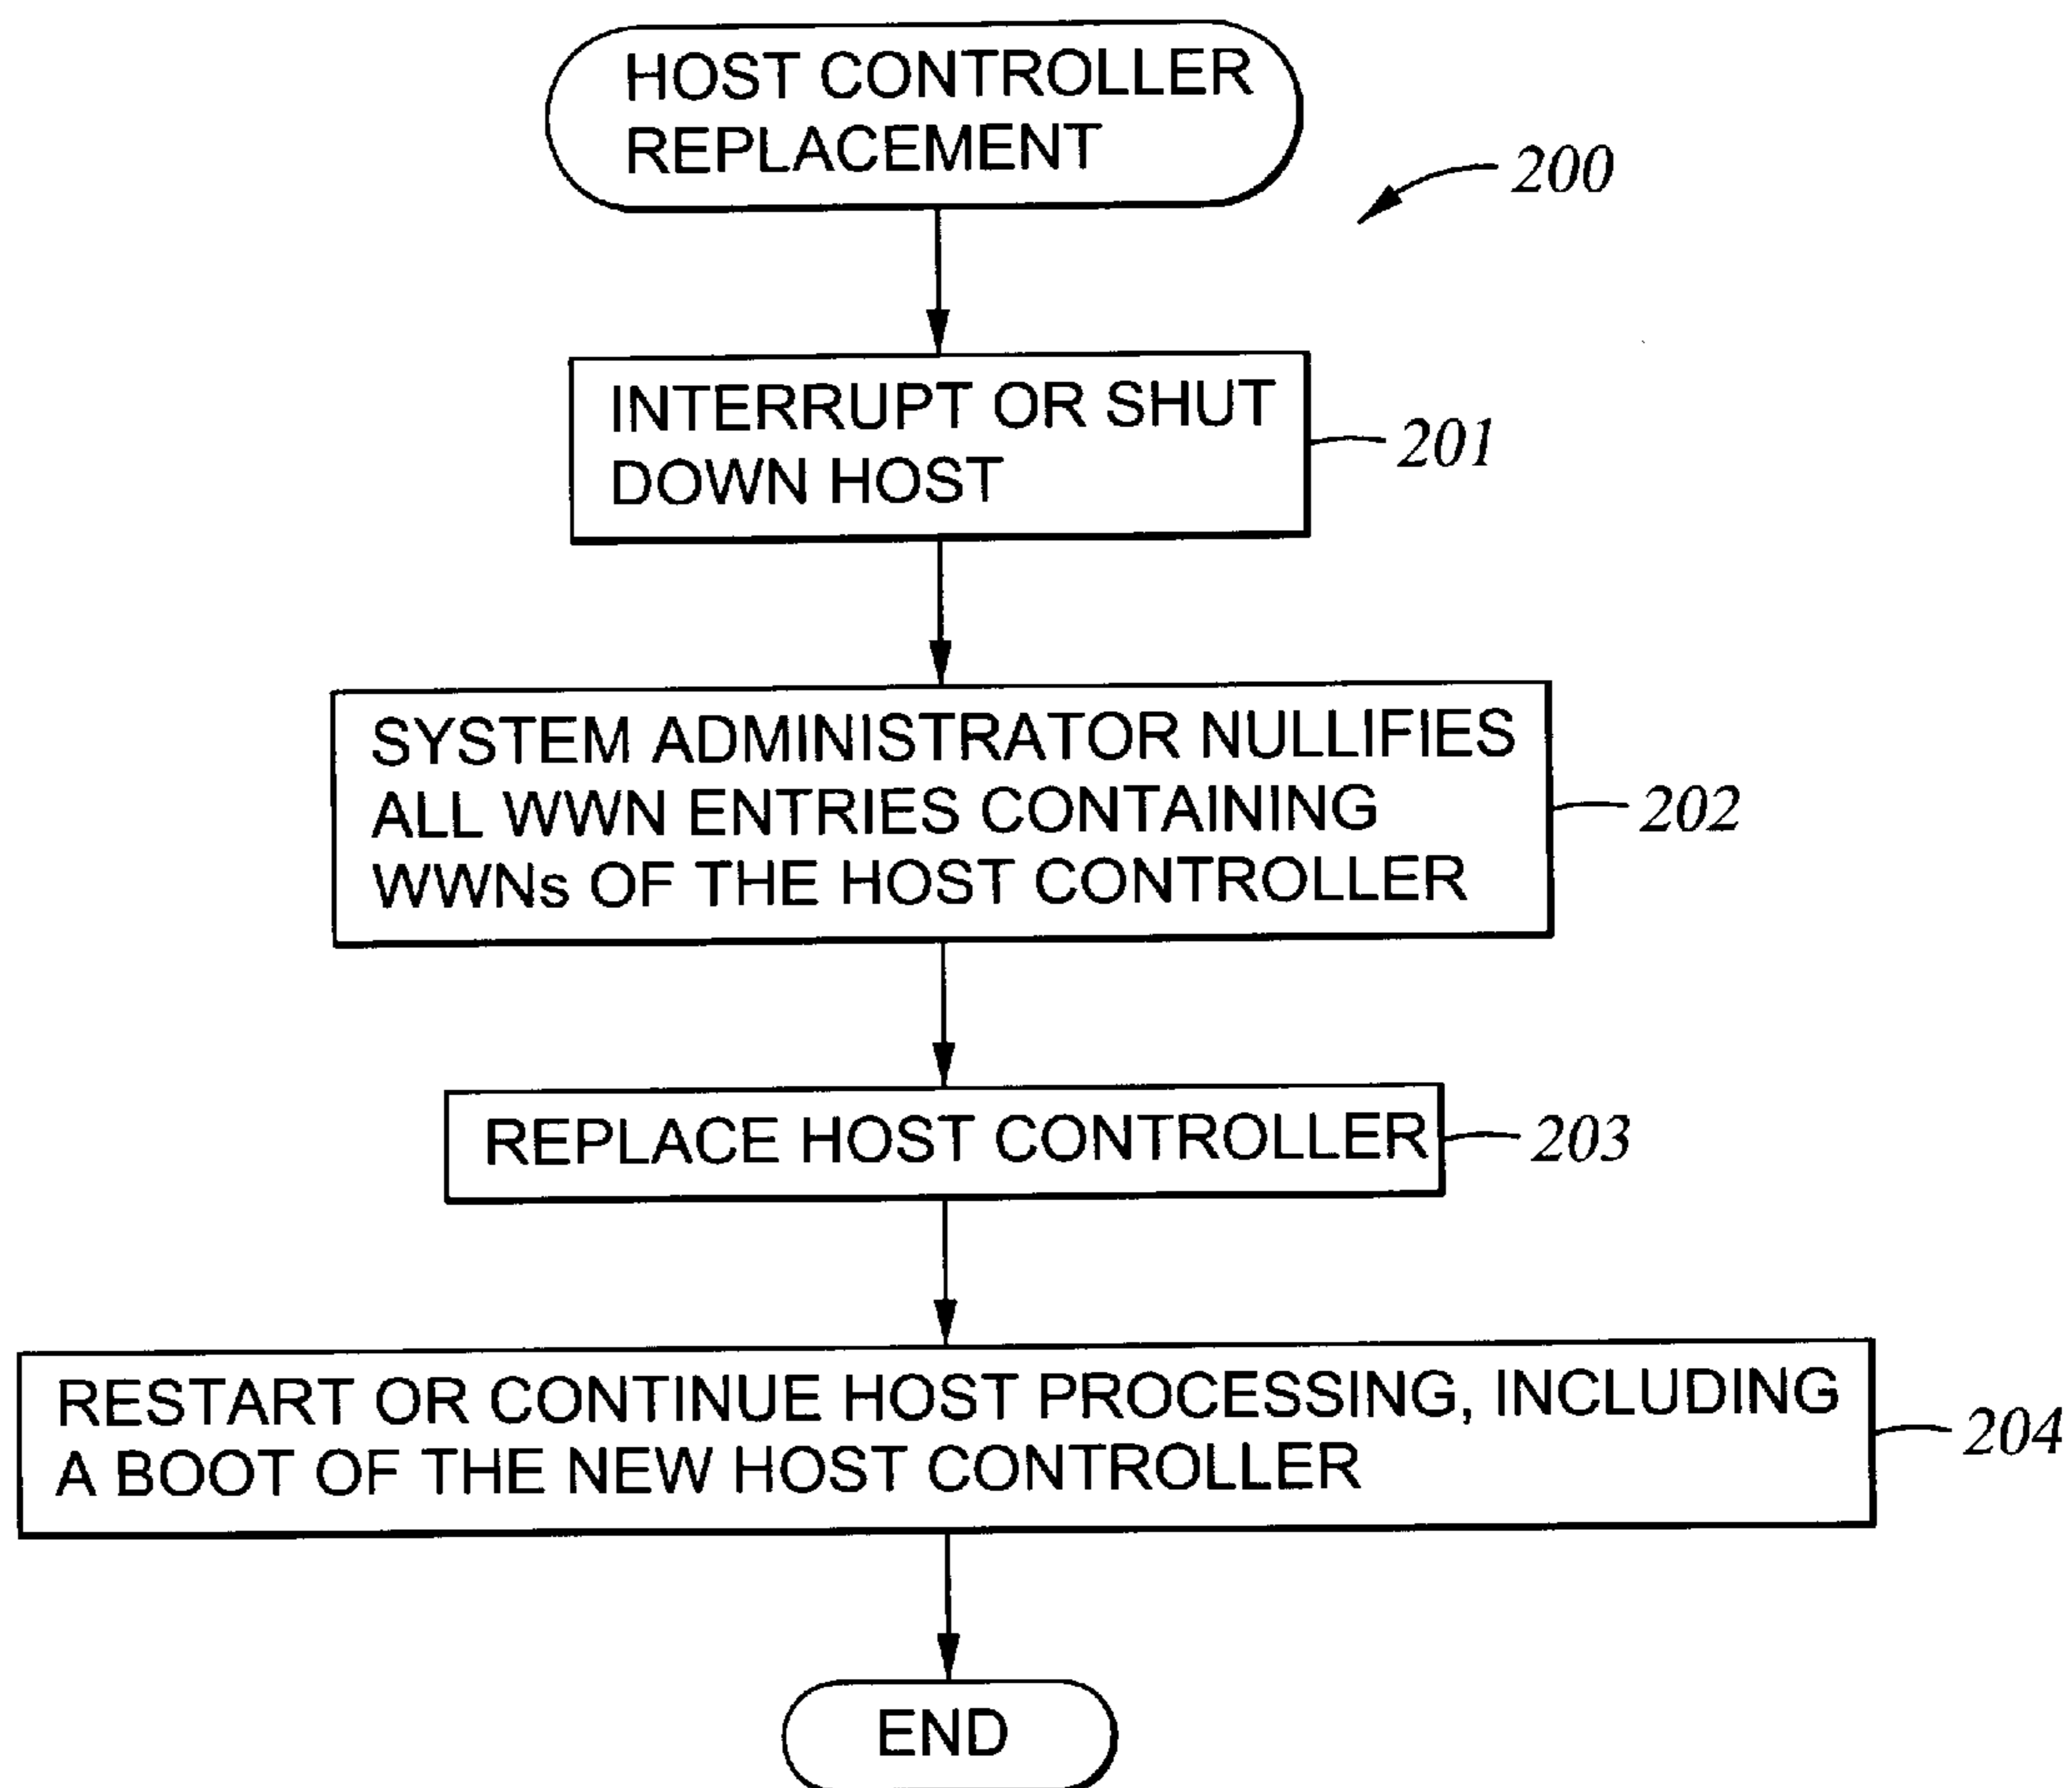 HOST CONTROLLER
REPLACEMENT
200
INTERRUPT OR SHUT
DOWN HOST
201
SYSTEM ADMINISTRATOR NULLIFIES
ALL WWN ENTRIES CONTAINING
WWNs OF THE HOST CONTROLLER
202
REPLACE HOST CONTROLLER
203
RESTART OR CONTINUE HOST PROCESSING, INCLUDING
A BOOT OF THE NEW HOST CONTROLLER
204
END